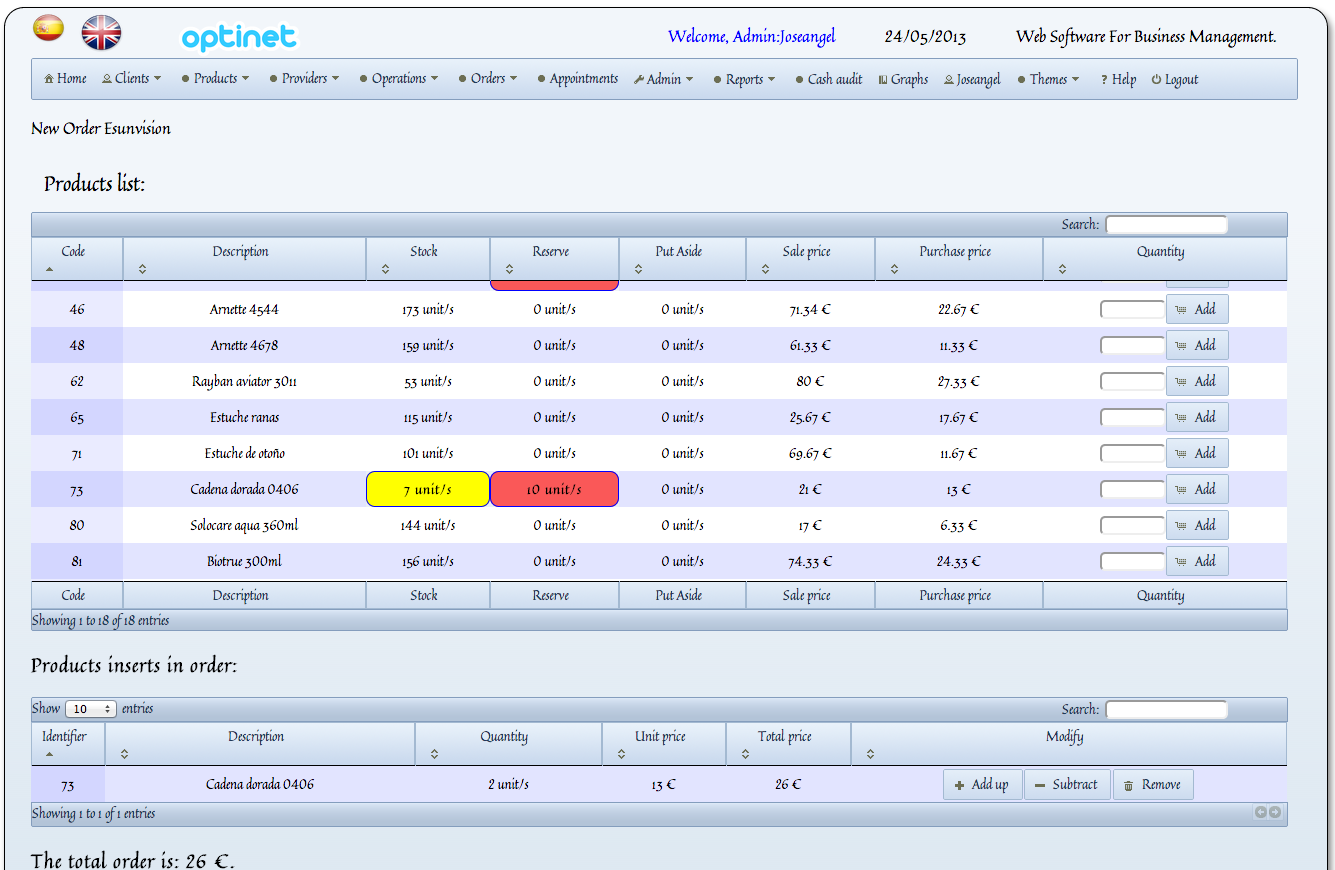 optinet Welcome, Admin:Joseangel 24/05/2013 Web Software For Business Management.
Home Clients Products Providers Operations Orders Appointments Admin Reports Cash audit Graphs Joseangel Themes ? Help Logout
New Order Esunvision
Products list:
Search:
Code Description Stock Reserve Put Aside Sale price Purchase price Quantity
46 Arnette 4544 173 unit/s 0 unit/s 0 unit/s 71.34 € 22.67 € Add
48 Arnette 4678 159 unit/s 0 unit/s 0 unit/s 61.33 € 11.33 € Add
62 Rayban aviator 3011 53 unit/s 0 unit/s 0 unit/s 80 € 27.33 € Add
65 Estuche ranas 115 unit/s 0 unit/s 0 unit/s 25.67 € 17.67 € Add
71 Estuche de otoño 101 unit/s 0 unit/s 0 unit/s 69.67 € 11.67 € Add
73 Cadena dorada 0406 7 unit/s 10 unit/s 0 unit/s 21 € 13 € Add
80 Solocare aqua 360ml 144 unit/s 0 unit/s 0 unit/s 17 € 6.33 € Add
81 Biotrue 300ml 156 unit/s 0 unit/s 0 unit/s 74.33 € 24.33 € Add
Code Description Stock Reserve Put Aside Sale price Purchase price Quantity
Showing 1 to 18 of 18 entries
Products inserts in order:
Show 10 entries Search:
Identifier Description Quantity Unit price Total price Modify
73 Cadena dorada 0406 2 unit/s 13 € 26 € Add up Subtract Remove
Showing 1 to 1 of 1 entries
The total order is: 26 €.